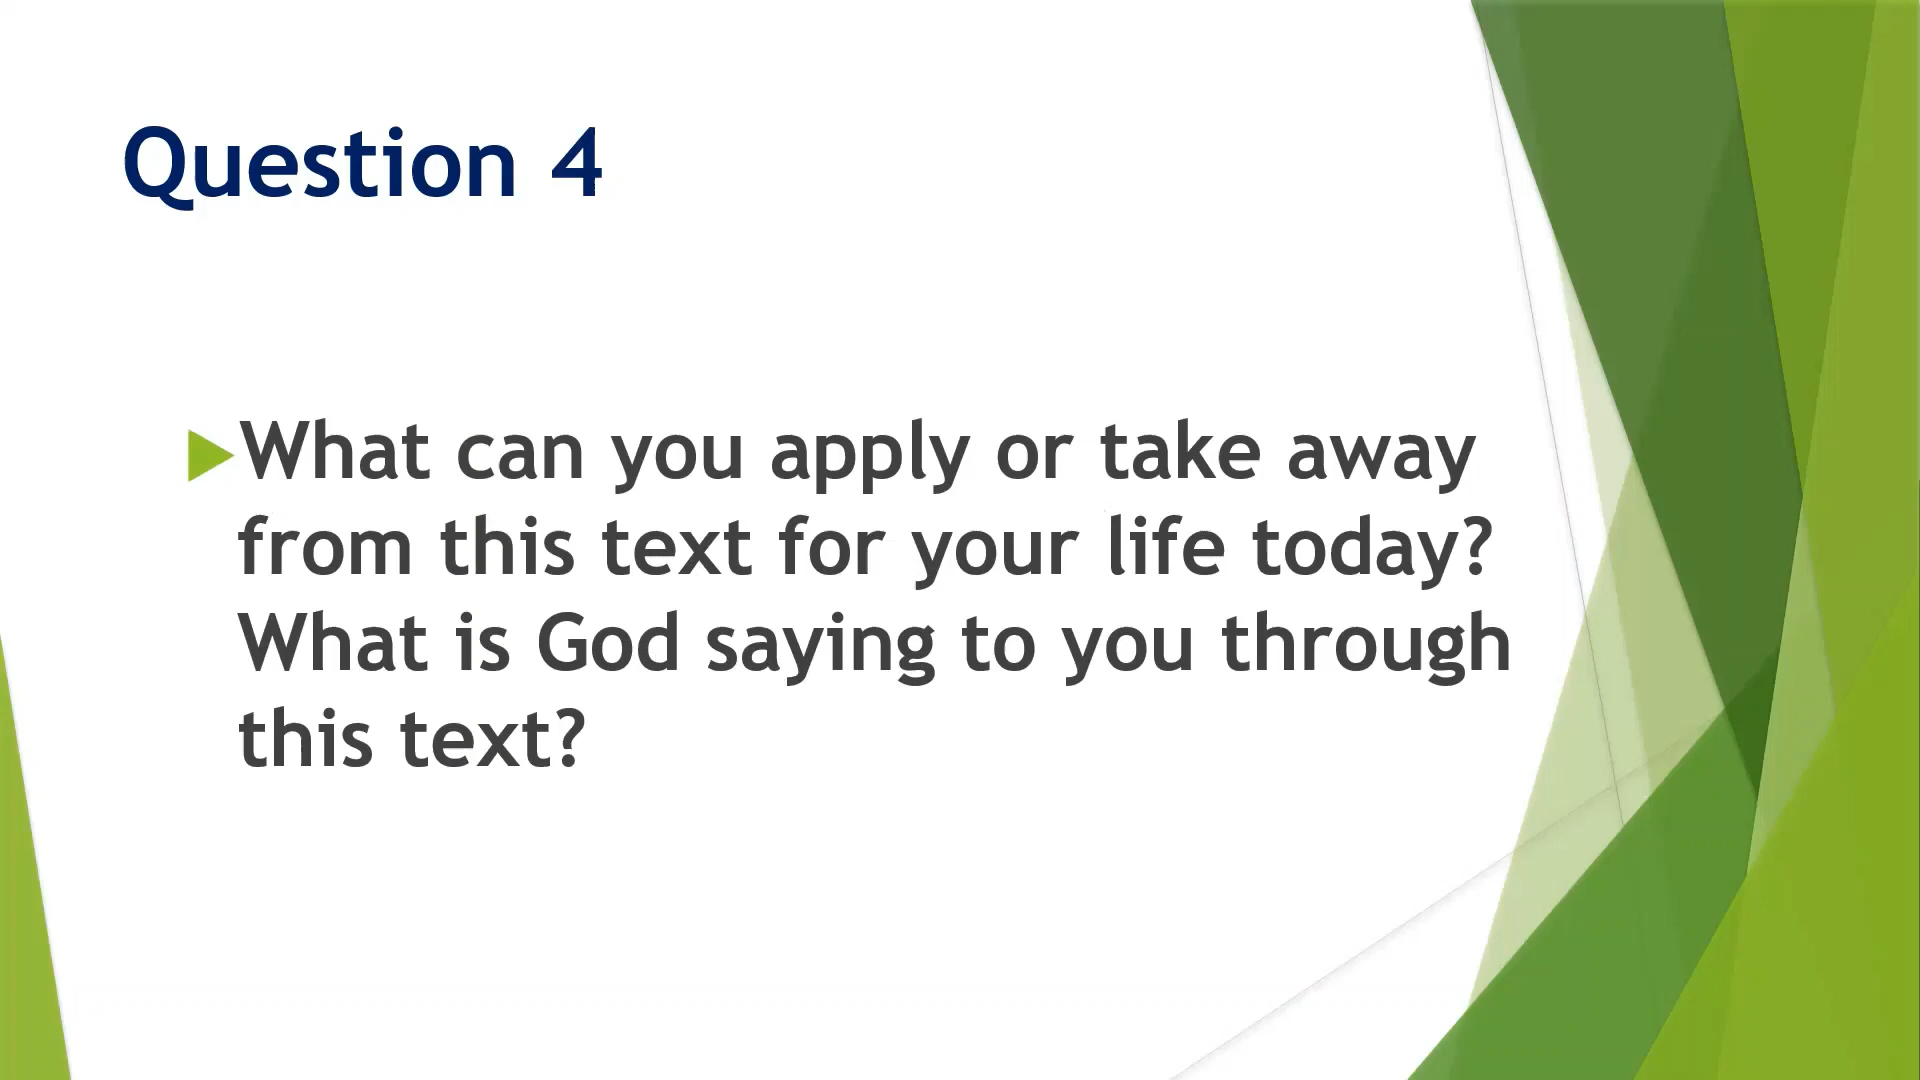 Question 4
What can you apply or take away
from this text for your life today?
What is God saying to you through
this text?